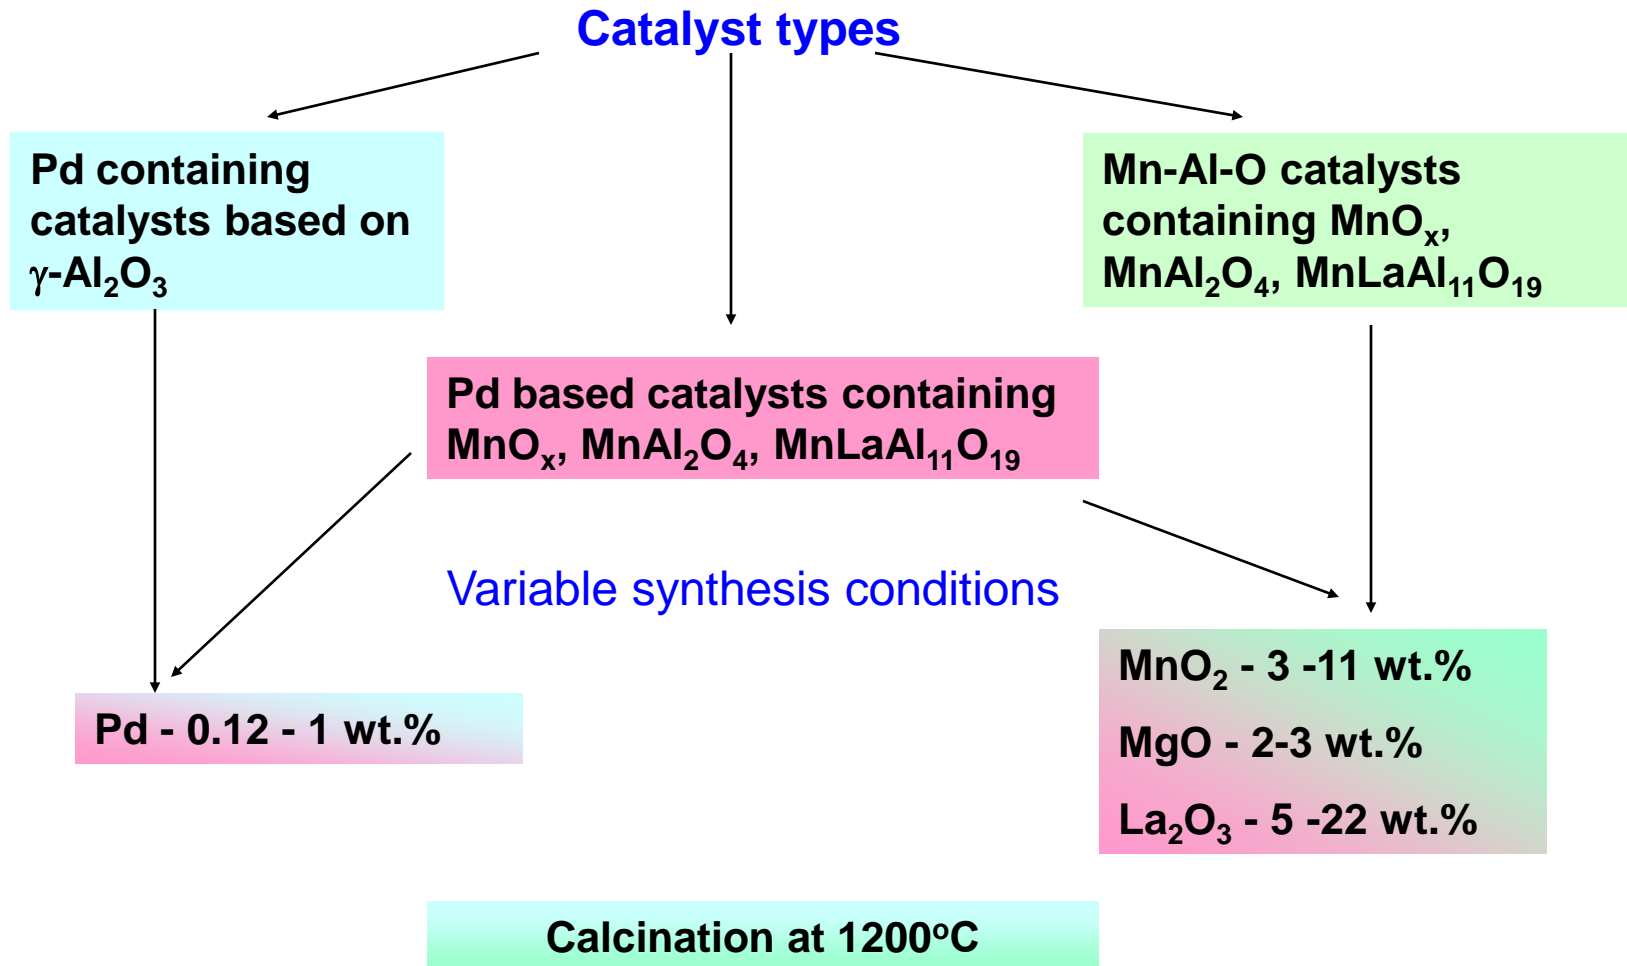 Catalyst types
Pd containing
catalysts based on
γ-Al₂O₃
Mn-Al-O catalysts
containing MnOₓ,
MnAl₂O₄, MnLaAl₁₁O₁₉
Pd based catalysts containing
MnOₓ, MnAl₂O₄, MnLaAl₁₁O₁₉
Variable synthesis conditions
Pd - 0.12 - 1 wt.%
MnO₂ - 3 -11 wt.%
MgO - 2-3 wt.%
La₂O₃ - 5 -22 wt.%
Calcination at 1200ºC